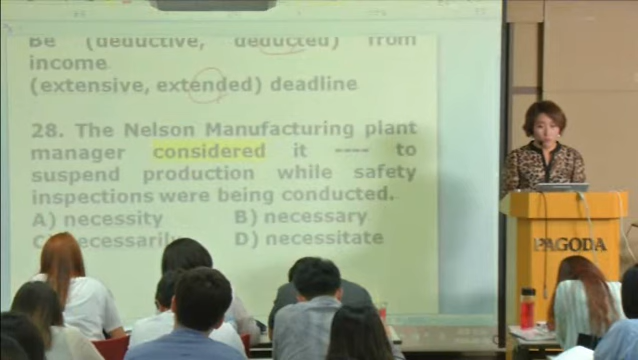 Be (deductive, deducted) from
income
(extensive, extended) deadline
28. The Nelson Manufacturing plant
manager considered it ---- to
suspend production while safety
inspections were being conducted.
A) necessity B) necessary
C) necessarily D) necessitate
PAGODA